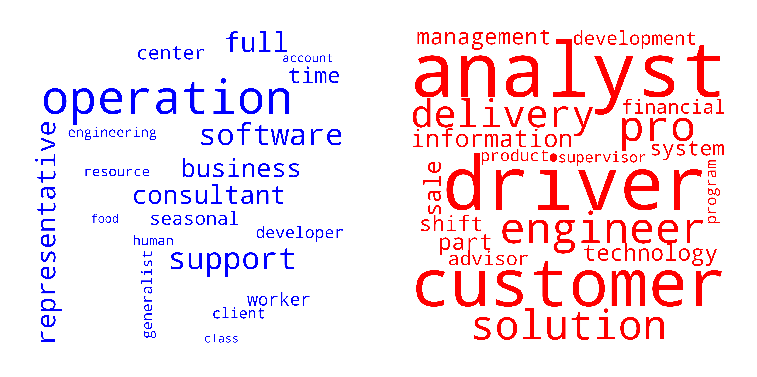 full
center
account
time
operation
engineering
software
representative
resource
business
consultant
food
seasonal
developer
human
support
generalist
worker
client
class
management
development
analyst
delivery
financial
pro
information
system
product
supervisor
driver
sale
program
shift
engineer
part
technology
advisor
customer
solution